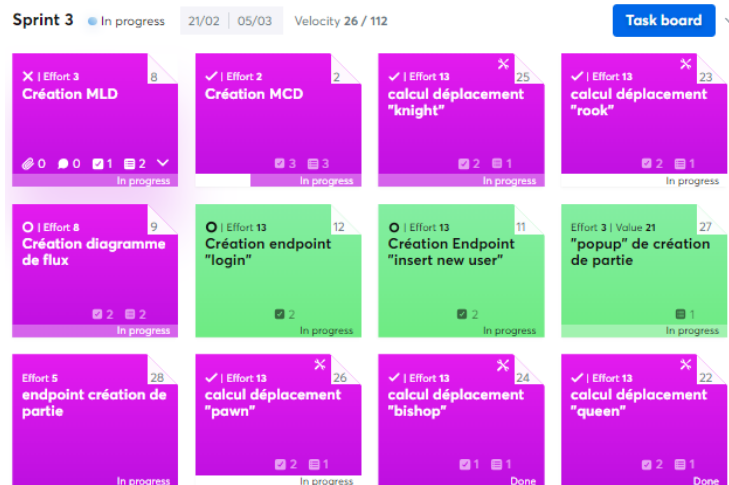 Sprint 3 In progress 21/02 05/03 Velocity 26 / 112 Task board
| Effort 3 8
Création MLD
0 0 1 2
In progress
| Effort 2 2
Création MCD
3 3
In progress
| Effort 13 25
calcul déplacement
"knight"
2 1
In progress
| Effort 13 23
calcul déplacement
"rook"
2 1
In progress
| Effort 8 9
Création diagramme
de flux
2 2
In progress
| Effort 13 12
Création endpoint
"login"
2
In progress
| Effort 13 11
Création Endpoint
"insert new user"
2
In progress
Effort 3 | Value 21 27
"popup" de création
de partie
1
In progress
Effort 5 28
endpoint création de
partie
In progress
| Effort 13 26
calcul déplacement
"pawn"
2 1
In progress
| Effort 13 24
calcul déplacement
"bishop"
1 1
Done
| Effort 13 22
calcul déplacement
"queen"
2 1
Done